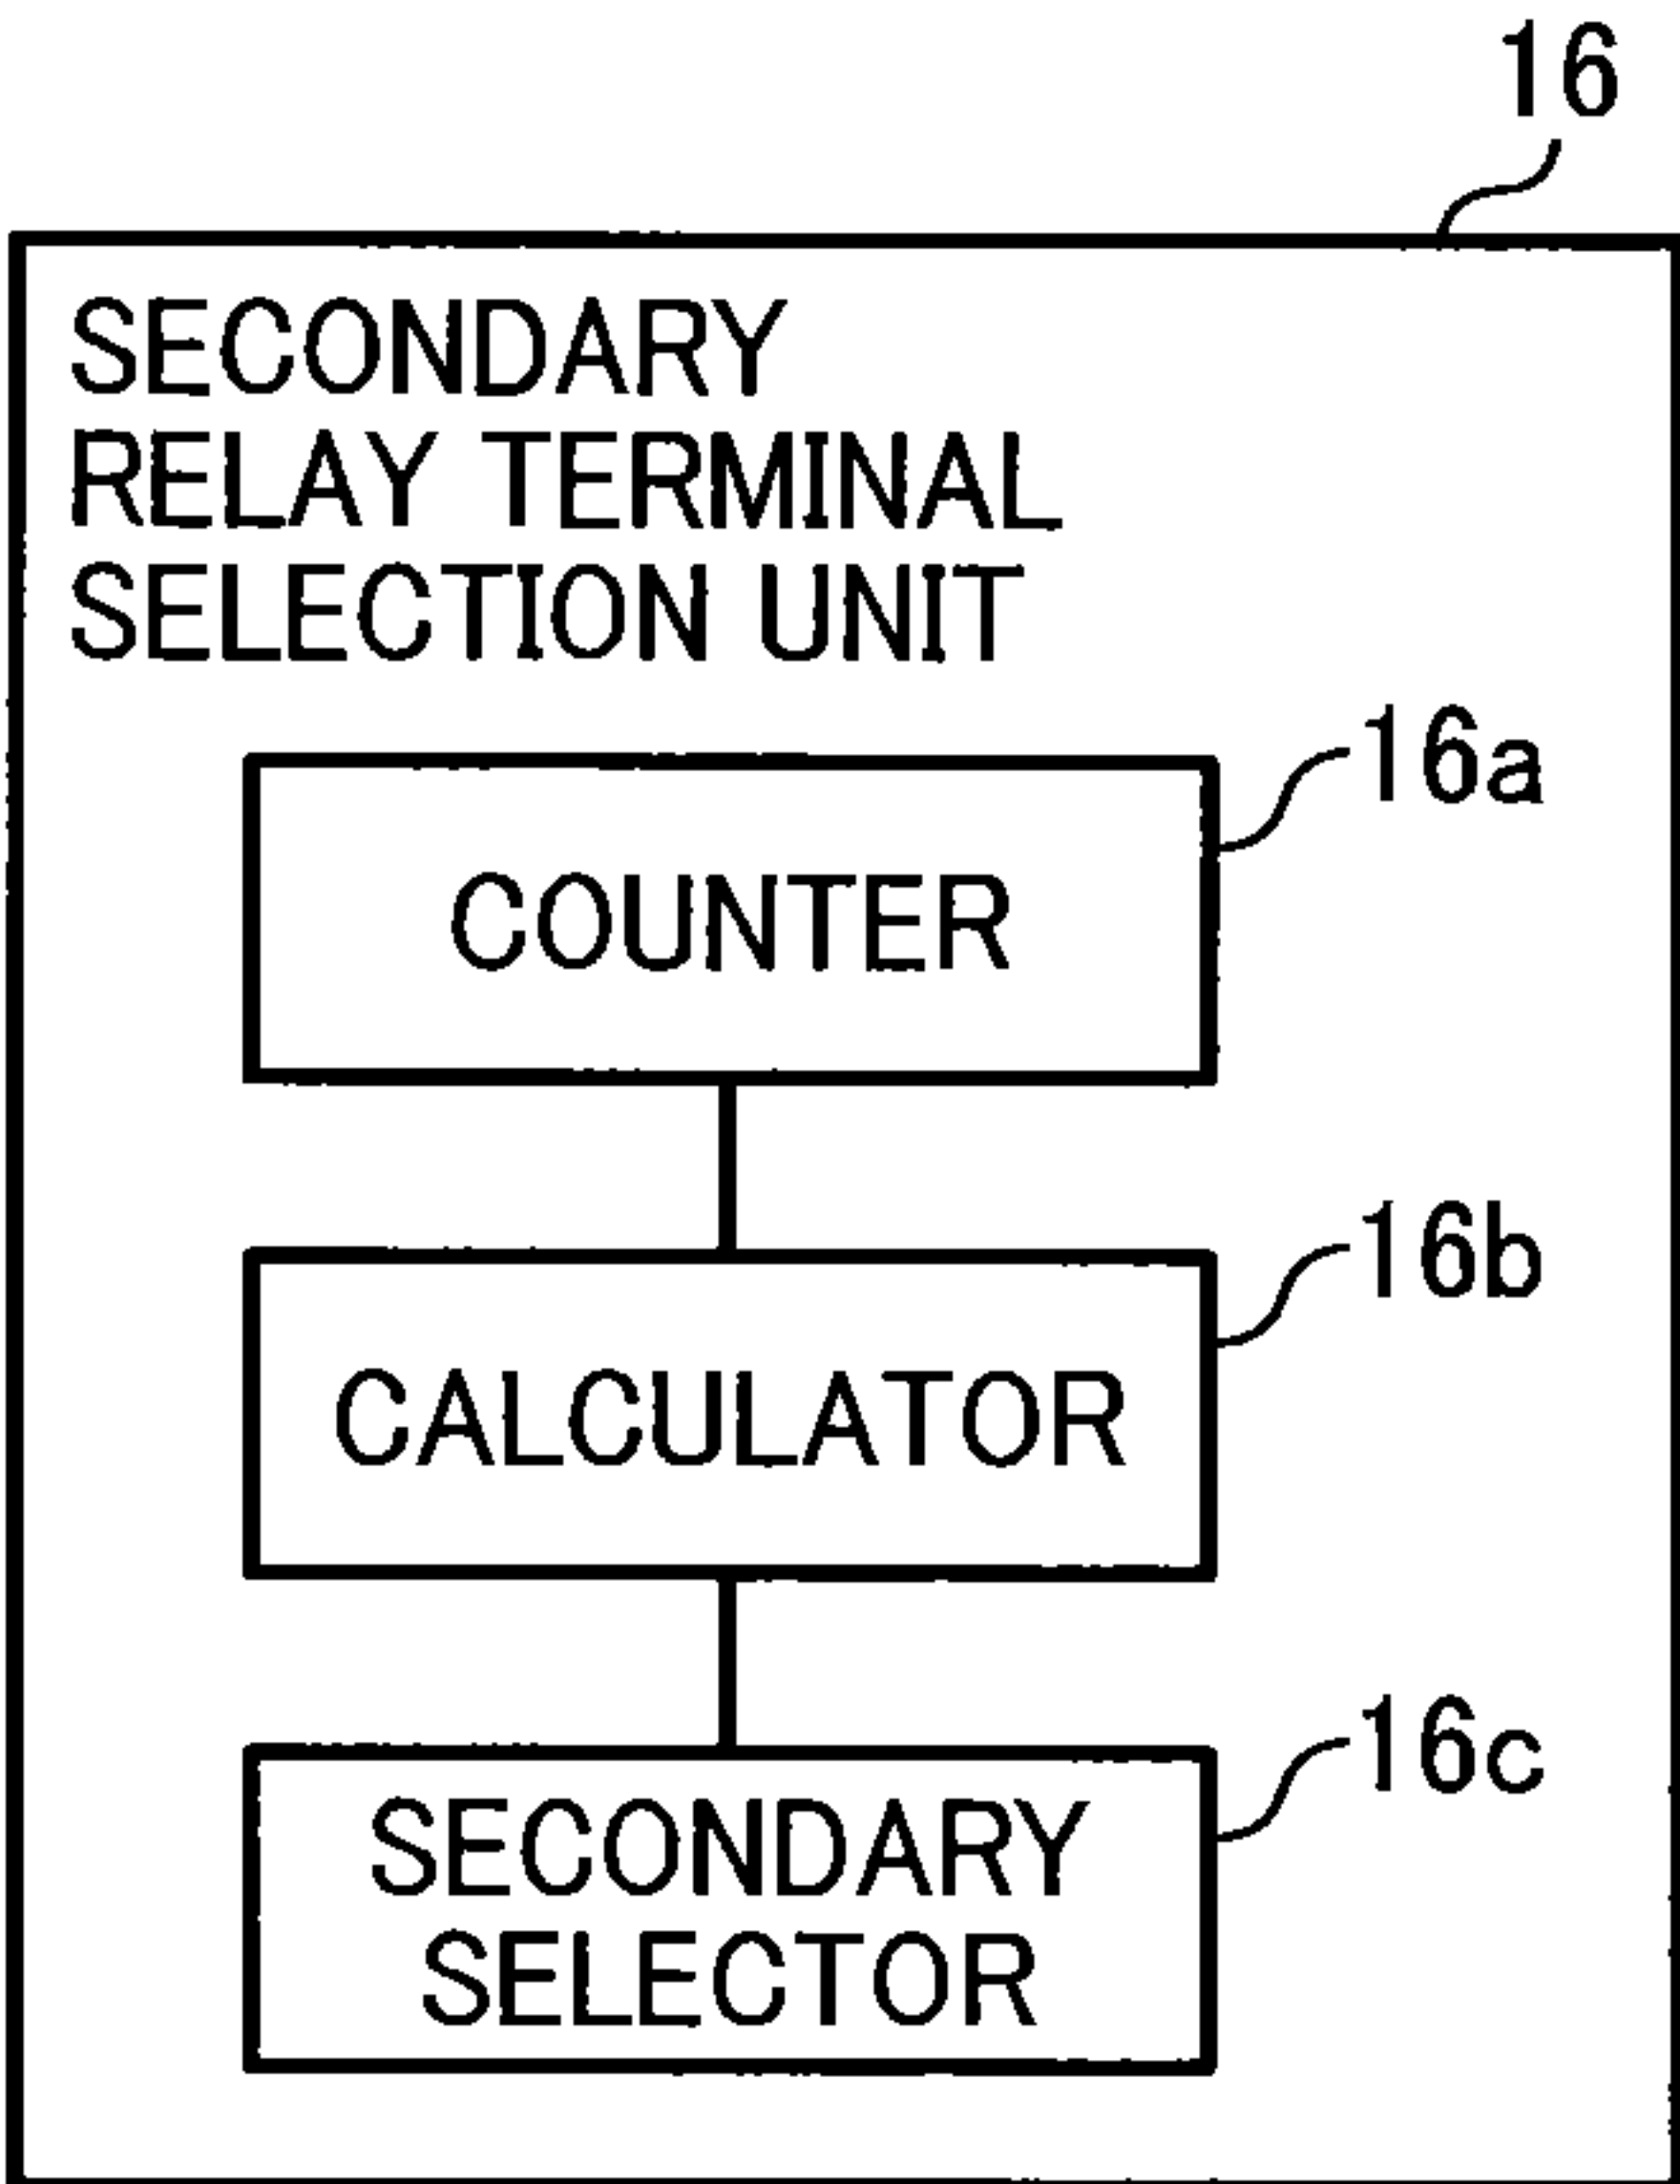 16
SECONDARY
RELAY TERMINAL
SELECTION UNIT
16a
COUNTER
16b
CALCULATOR
16c
SECONDARY
SELECTOR